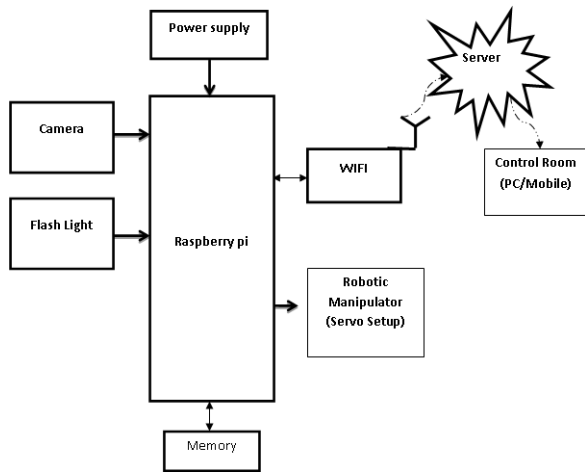 Power supply
Server
Camera
WIFI
Control Room
(PC/Mobile)
Flash Light
Raspberry pi
Robotic
Manipulator
(Servo Setup)
Memory